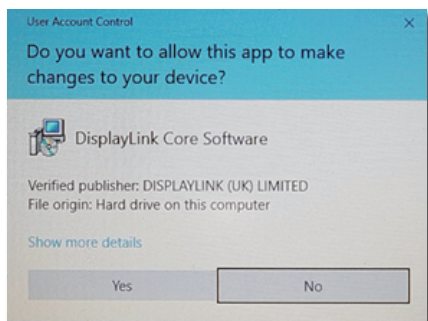 User Account Control
Do you want to allow this app to make
changes to your device?
DisplayLink Core Software
Verified publisher: DISPLAYLINK (UK) LIMITED
File origin: Hard drive on this computer
Show more details
Yes
No